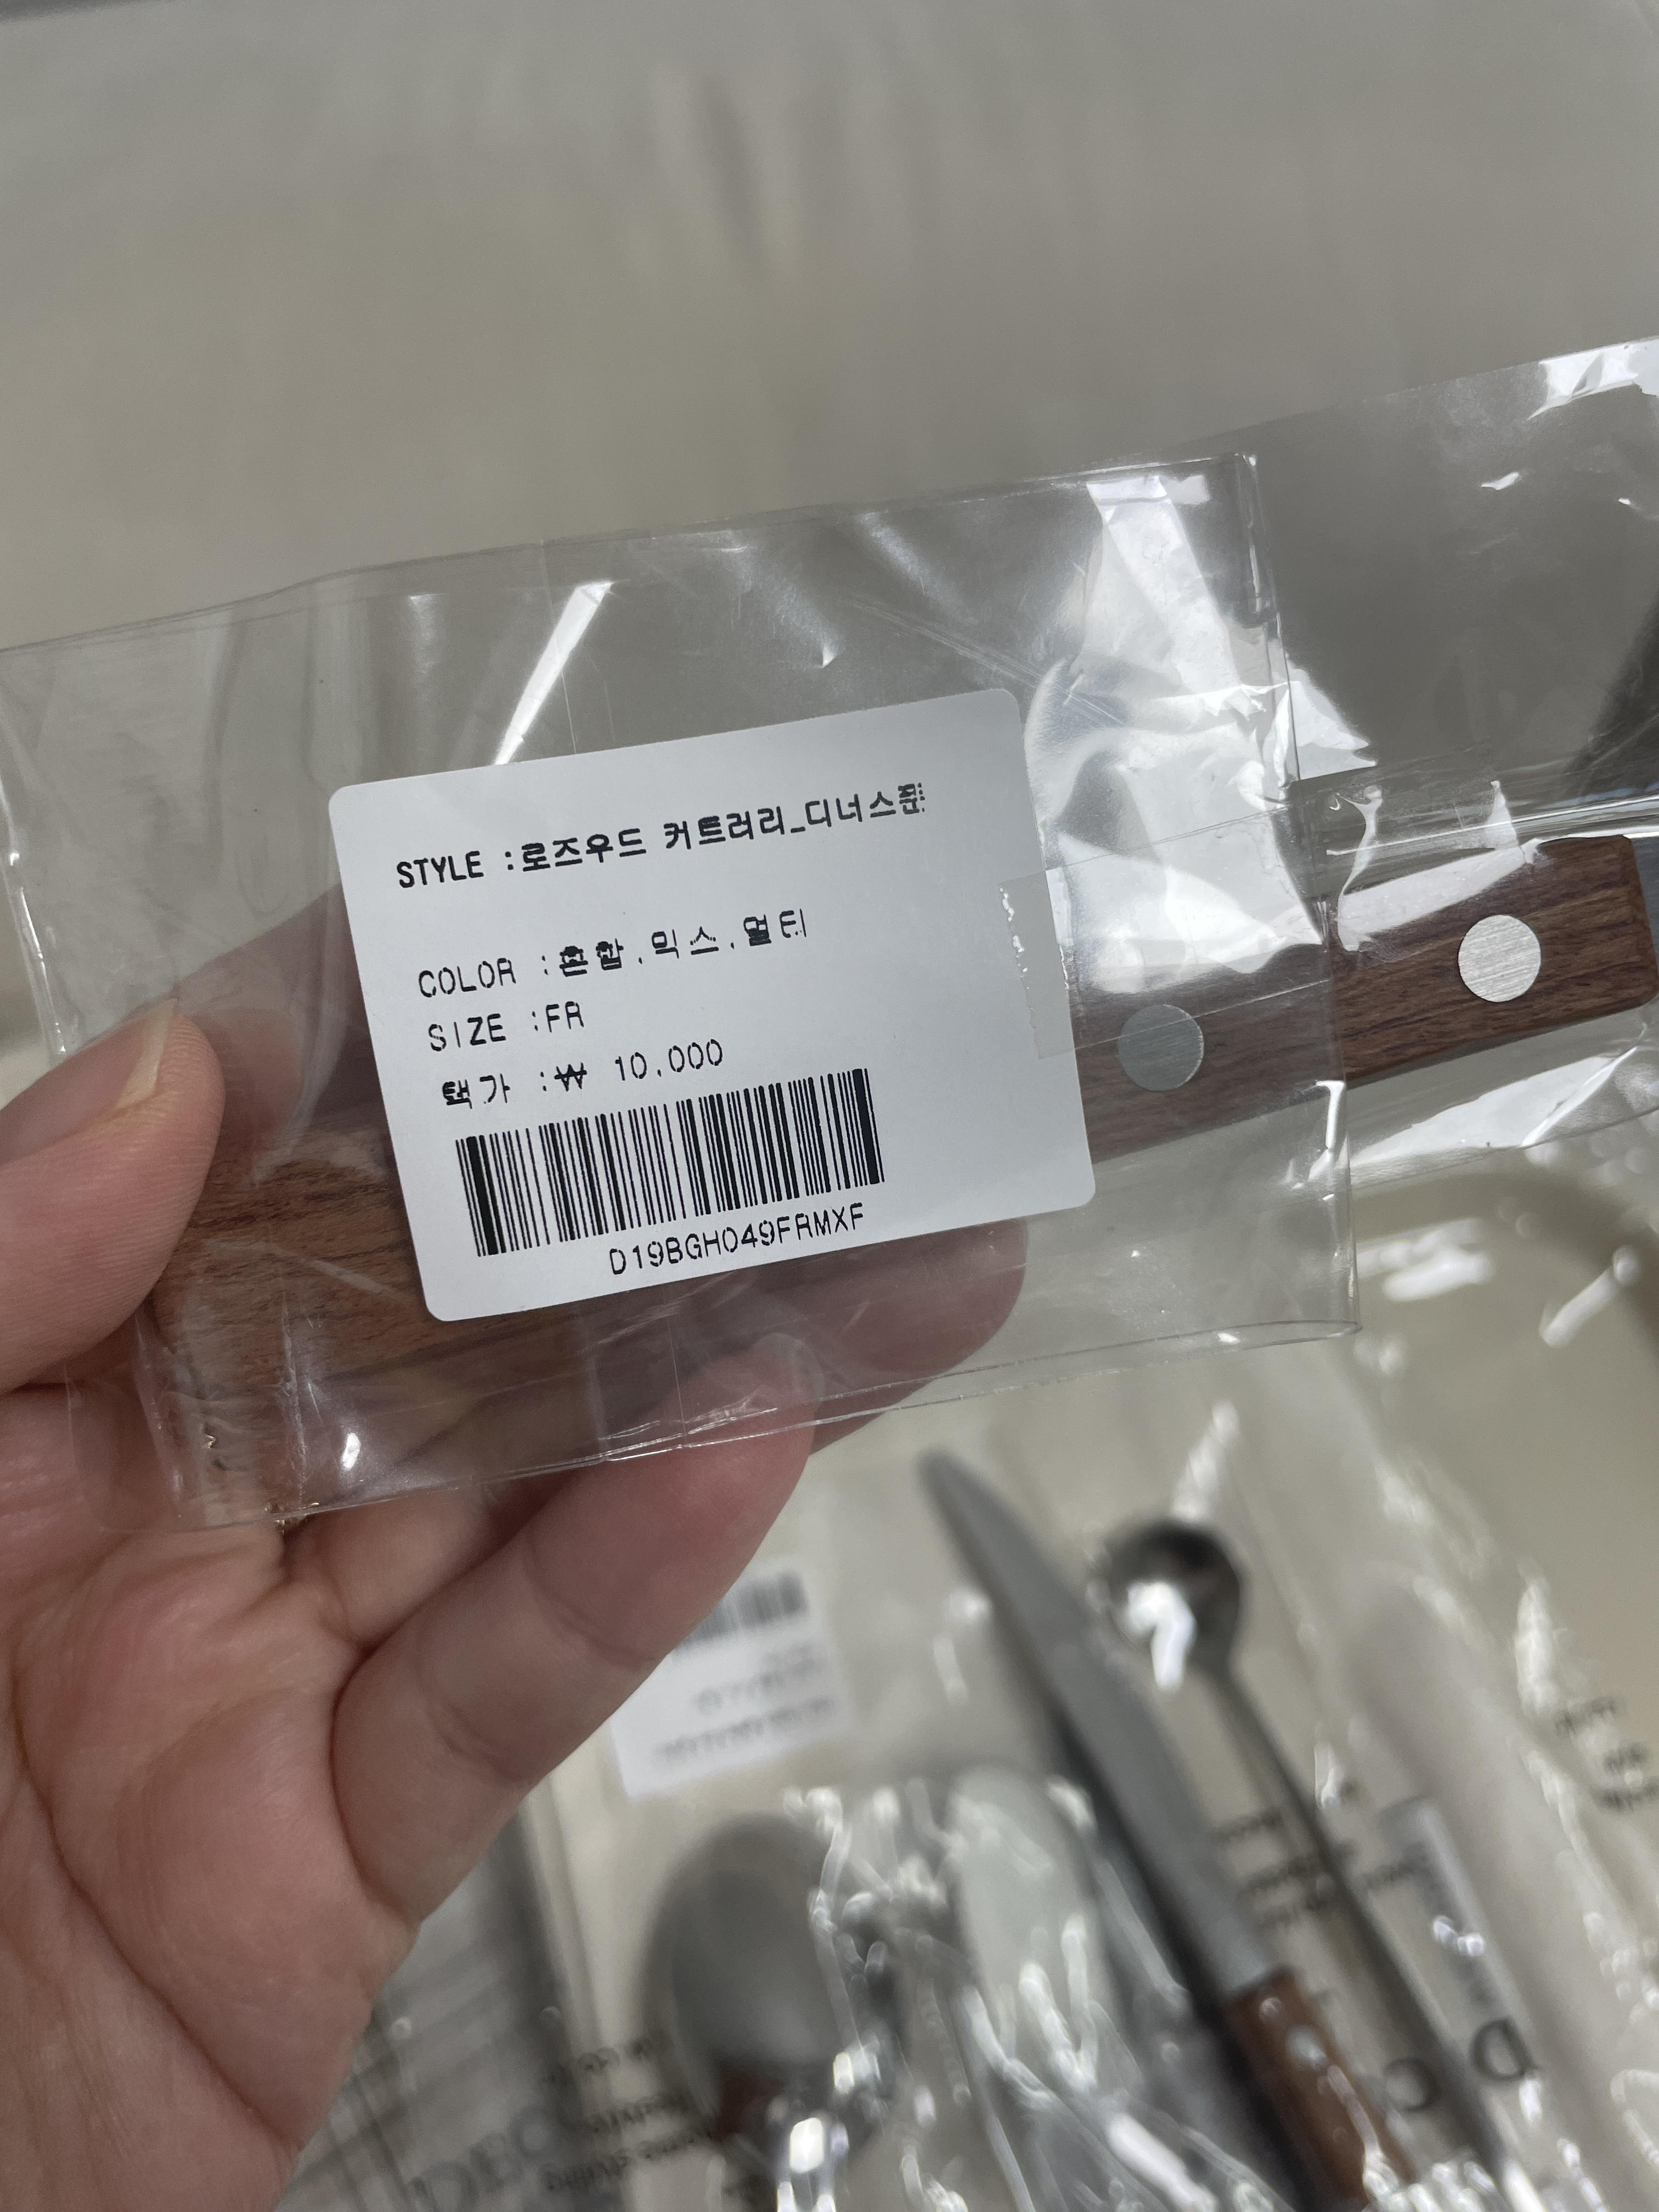 STYLE :로즈우드 커트러리_디너스푼
COLOR :혼합,믹스,멀티
SIZE :FR
택가 :₩ 10,000
D19BGH049FRMXF